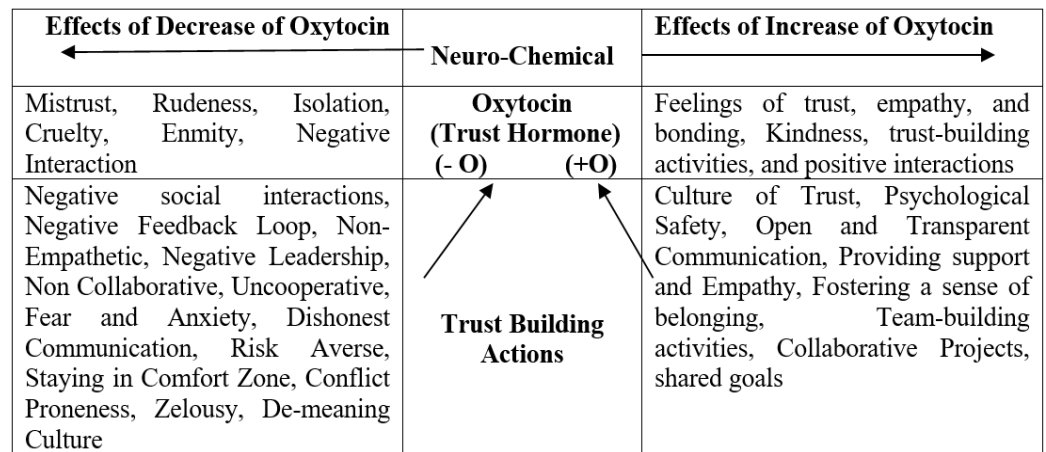 Effects of Decrease of Oxytocin
Neuro-Chemical
Effects of Increase of Oxytocin
Mistrust, Rudeness, Isolation,
Cruelty, Enmity, Negative
Interaction
Oxytocin
(Trust Hormone)
(- O) (+O)
Feelings of trust, empathy, and
bonding, Kindness, trust-building
activities, and positive interactions
Negative social interactions,
Negative Feedback Loop, Non-
Empathetic, Negative Leadership,
Non Collaborative, Uncooperative,
Fear and Anxiety, Dishonest
Communication, Risk Averse,
Staying in Comfort Zone, Conflict
Proneness, Zelousy, De-meaning
Culture
Trust Building
Actions
Culture of Trust, Psychological
Safety, Open and Transparent
Communication, Providing support
and Empathy, Fostering a sense of
belonging, Team-building
activities, Collaborative Projects,
shared goals